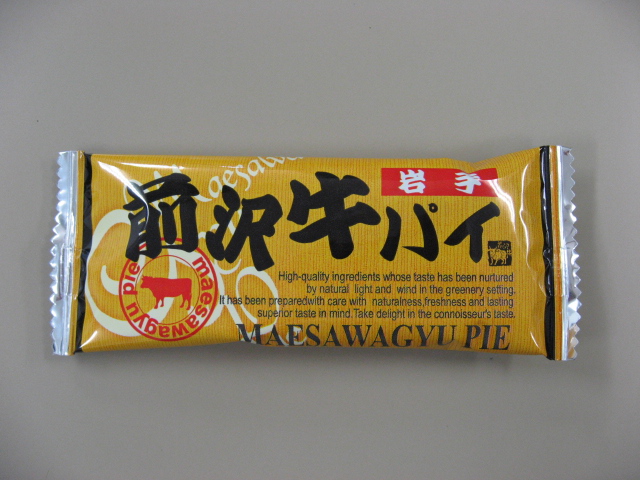 Maesawa
岩手
前沢牛パイ
maesawagyu pie
High-quality ingredients whose taste has been nurtured
by natural light and wind in the greenery setting.
It has been preparedwith care with naturalness,freshness and lasting
superior taste in mind.Take delight in the connoisseur's taste.
MAESAWAGYU PIE